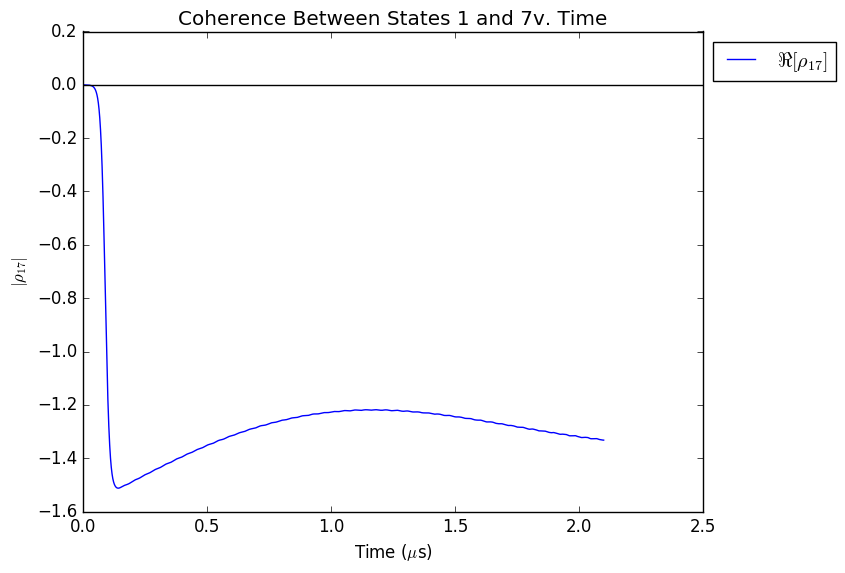 Coherence Between States 1 and 7v. Time
ℜ[ρ₁₇]
|ρ₁₇|
0.2
0.0
−0.2
−0.4
−0.6
−0.8
−1.0
−1.2
−1.4
−1.6
0.0 0.5 1.0 1.5 2.0 2.5
Time (μs)